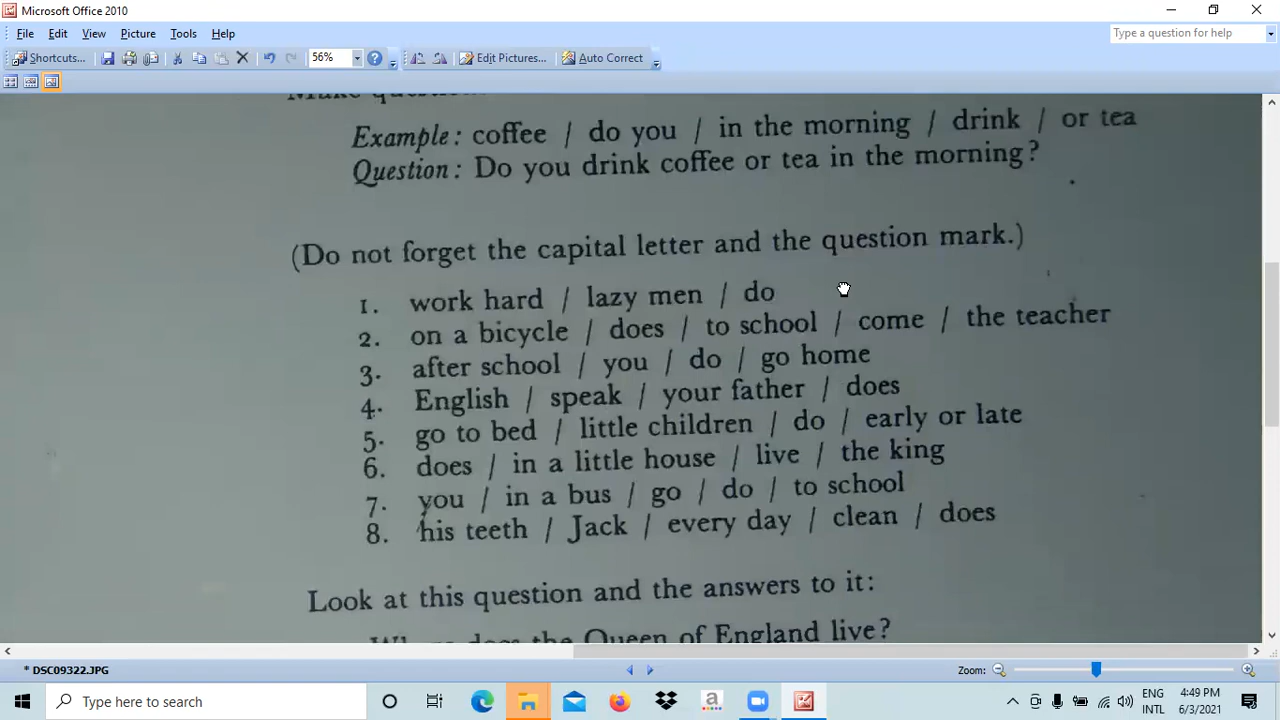 Microsoft Office 2010
File Edit View Picture Tools Help
Type a question for help
Shortcuts... 56% Edit Pictures... Auto Correct
Example: coffee / do you / in the morning / drink / or tea
Question: Do you drink coffee or tea in the morning?
(Do not forget the capital letter and the question mark.)
1. work hard / lazy men / do
2. on a bicycle / does / to school / come / the teacher
3. after school / you / do / go home
4. English / speak / your father / does
5. go to bed / little children / do / early or late
6. does / in a little house / live / the king
7. you / in a bus / go / do / to school
8. his teeth / Jack / every day / clean / does
Look at this question and the answers to it:
does the Queen of England live?
* DSC09322.JPG
Zoom:
Type here to search
ENG
INTL
4:49 PM
6/3/2021